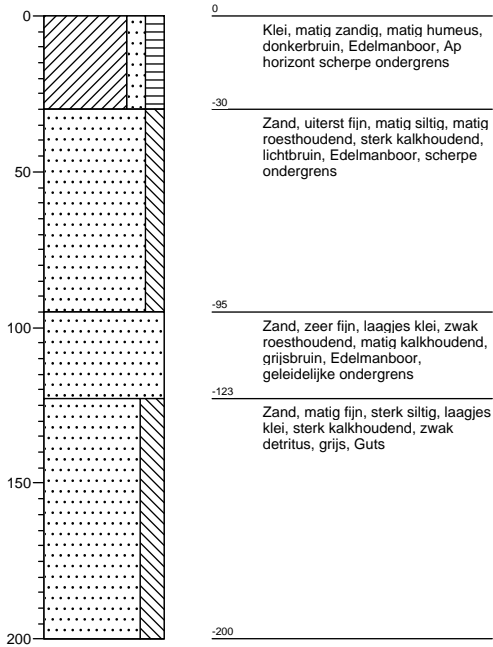 0
0
Klei, matig zandig, matig humeus,
donkerbruin, Edelmanboor, Ap
horizont scherpe ondergrens
-30
Zand, uiterst fijn, matig siltig, matig
roesthoudend, sterk kalkhoudend,
lichtbruin, Edelmanboor, scherpe
ondergrens
50
-95
100
Zand, zeer fijn, laagjes klei, zwak
roesthoudend, matig kalkhoudend,
grijsbruin, Edelmanboor,
geleidelijke ondergrens
-123
Zand, matig fijn, sterk siltig, laagjes
klei, sterk kalkhoudend, zwak
detritus, grijs, Guts
150
200
-200